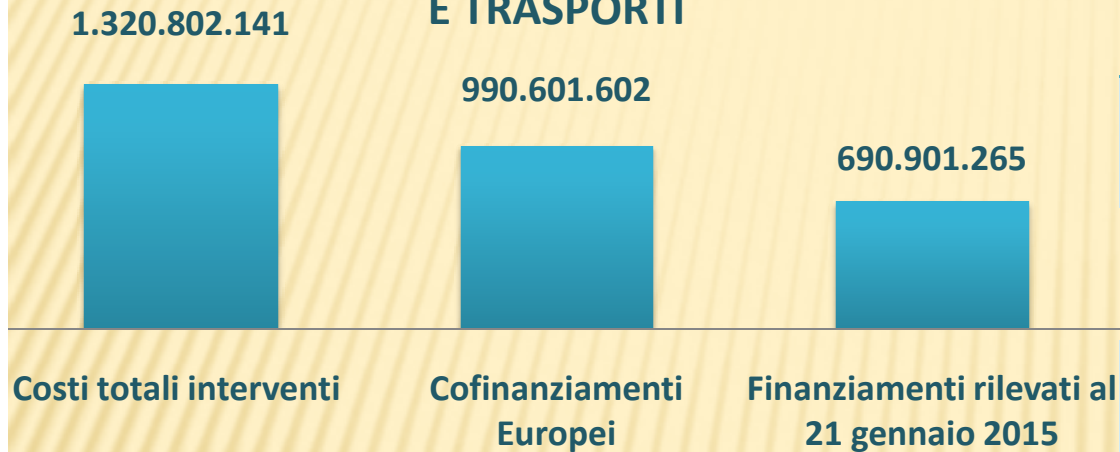 E TRASPORTI
1.320.802.141
990.601.602
690.901.265
Costi totali interventi
Cofinanziamenti
Europei
Finanziamenti rilevati al
21 gennaio 2015